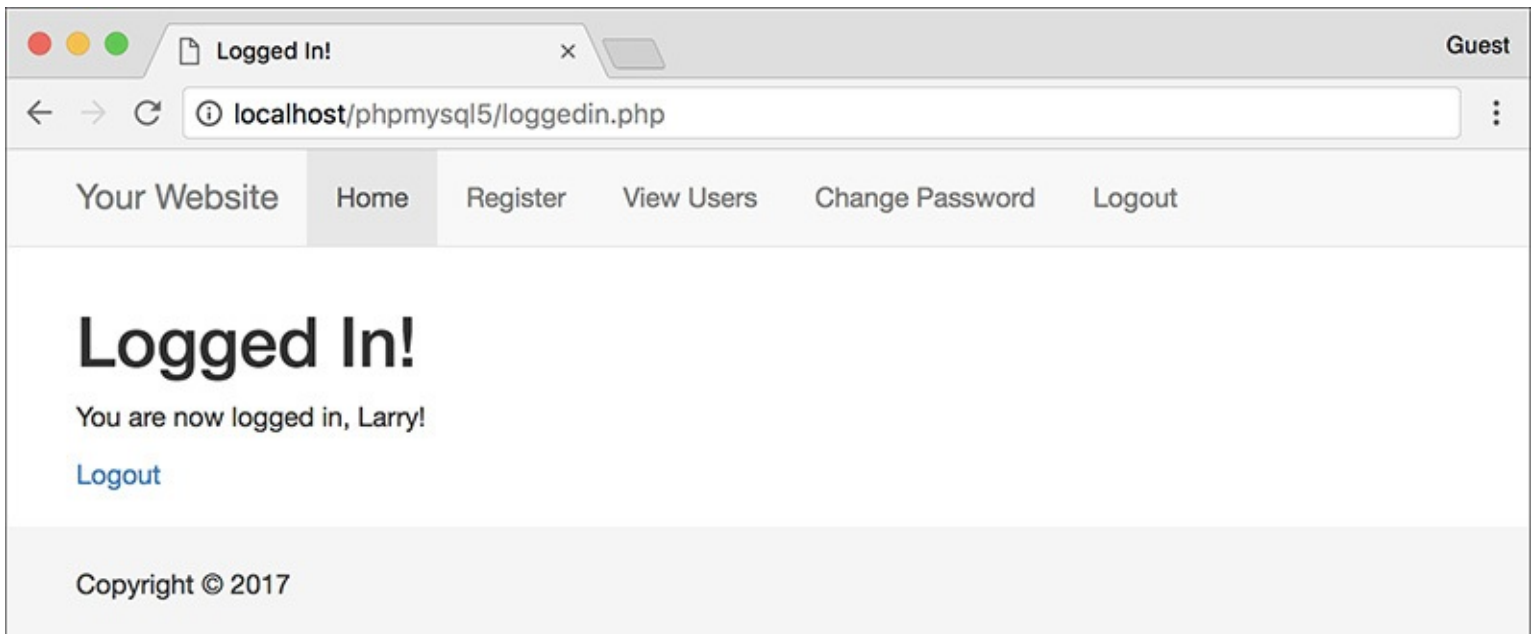 Logged In!
Guest
localhost/phpmysql5/loggedin.php
Your Website Home Register View Users Change Password Logout
Logged In!
You are now logged in, Larry!
Logout
Copyright © 2017